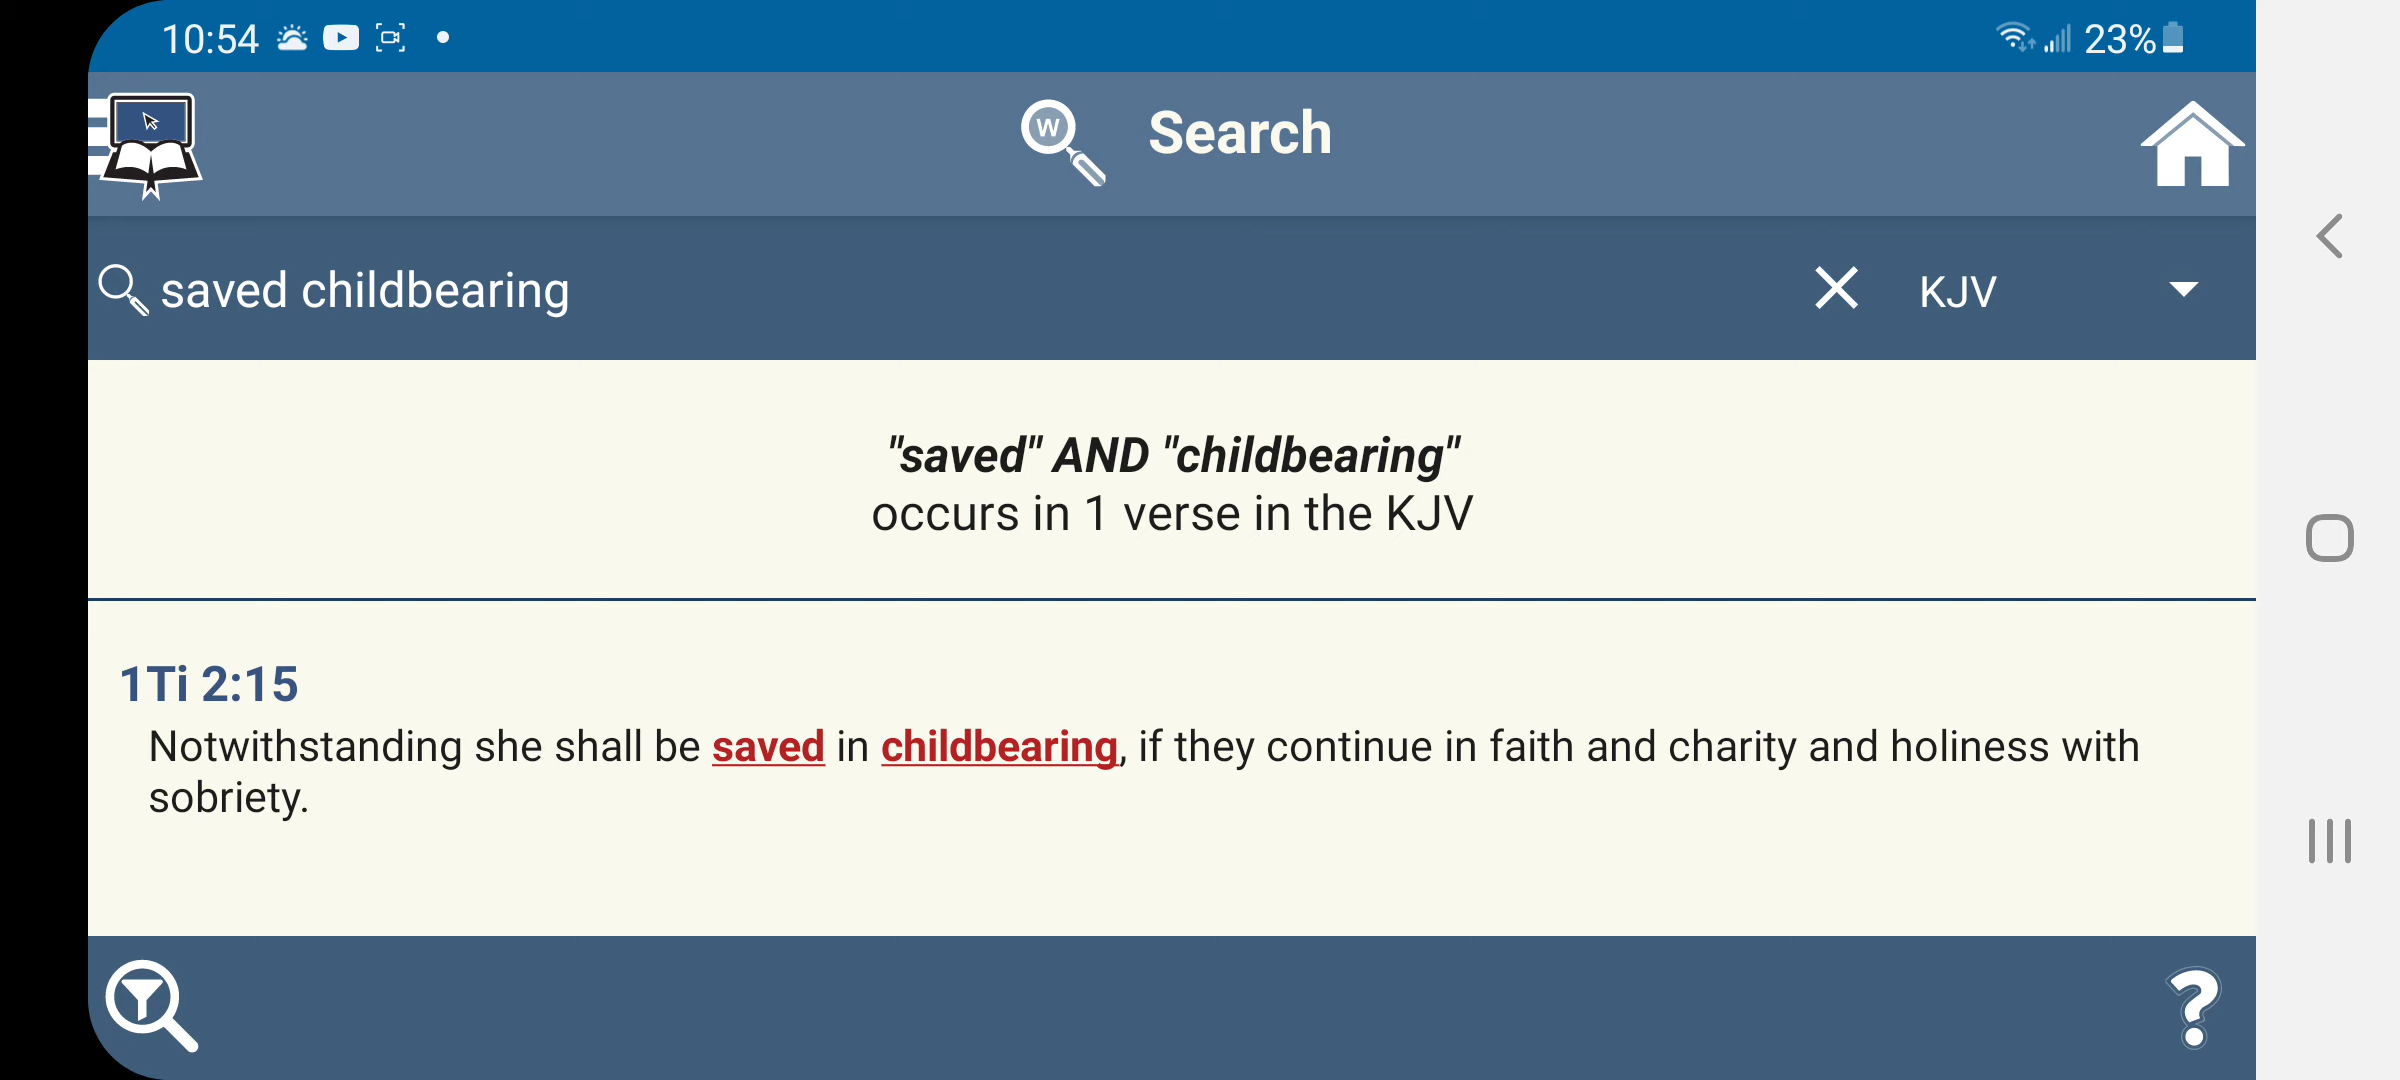 10:54
23%
W
Search
saved childbearing
KJV
"saved" AND "childbearing"
occurs in 1 verse in the KJV
1Ti 2:15
Notwithstanding she shall be saved in childbearing, if they continue in faith and charity and holiness with
sobriety.